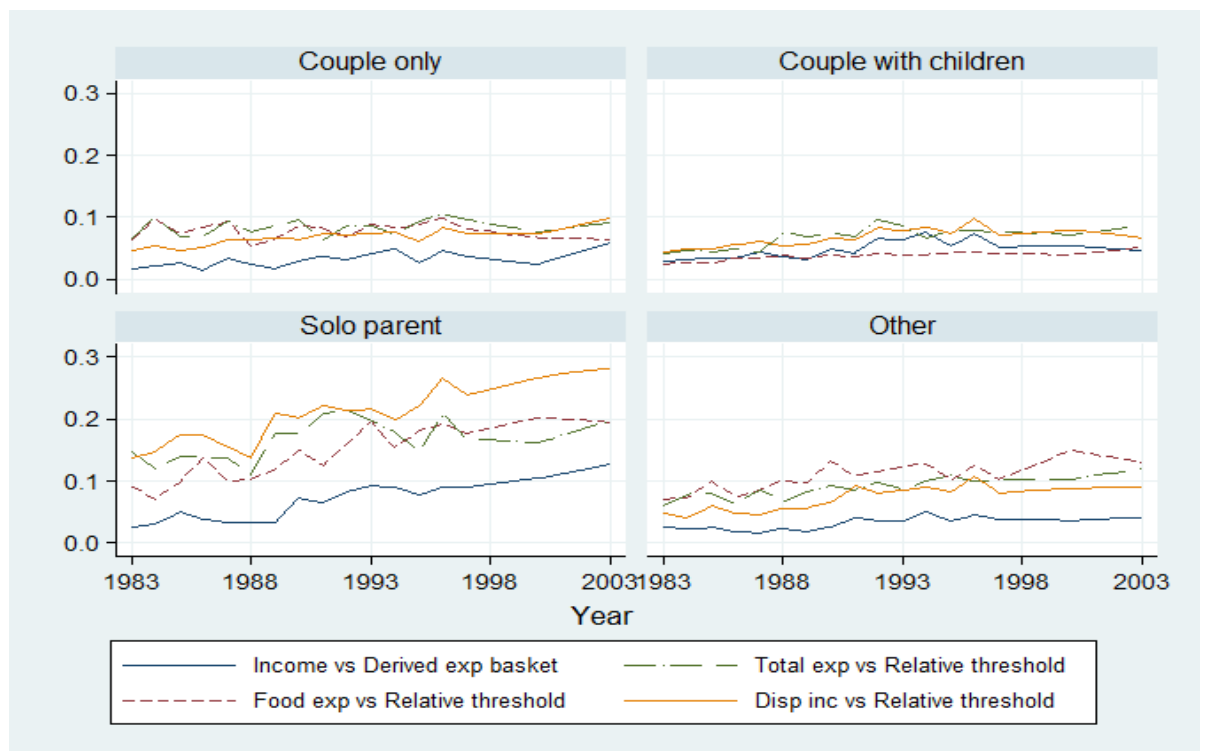 Couple only
Couple with children
0.3
0.2
0.1
0.0
Solo parent
Other
0.3
0.2
0.1
0.0
1983 1988 1993 1998 2003 1983 1988 1993 1998 2003
Year
Income vs Derived exp basket
Total exp vs Relative threshold
Food exp vs Relative threshold
Disp inc vs Relative threshold